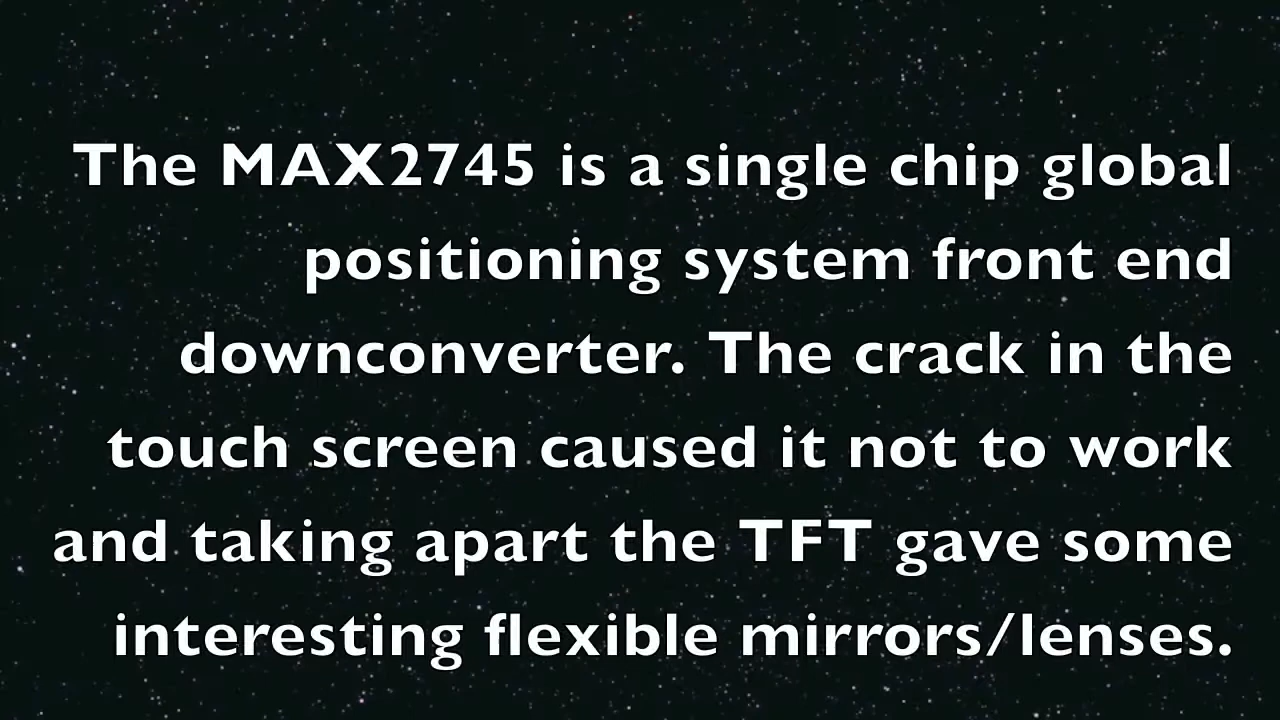 The MAX2745 is a single chip global
positioning system front end
downconverter. The crack in the
touch screen caused it not to work
and taking apart the TFT gave some
interesting flexible mirrors/lenses.